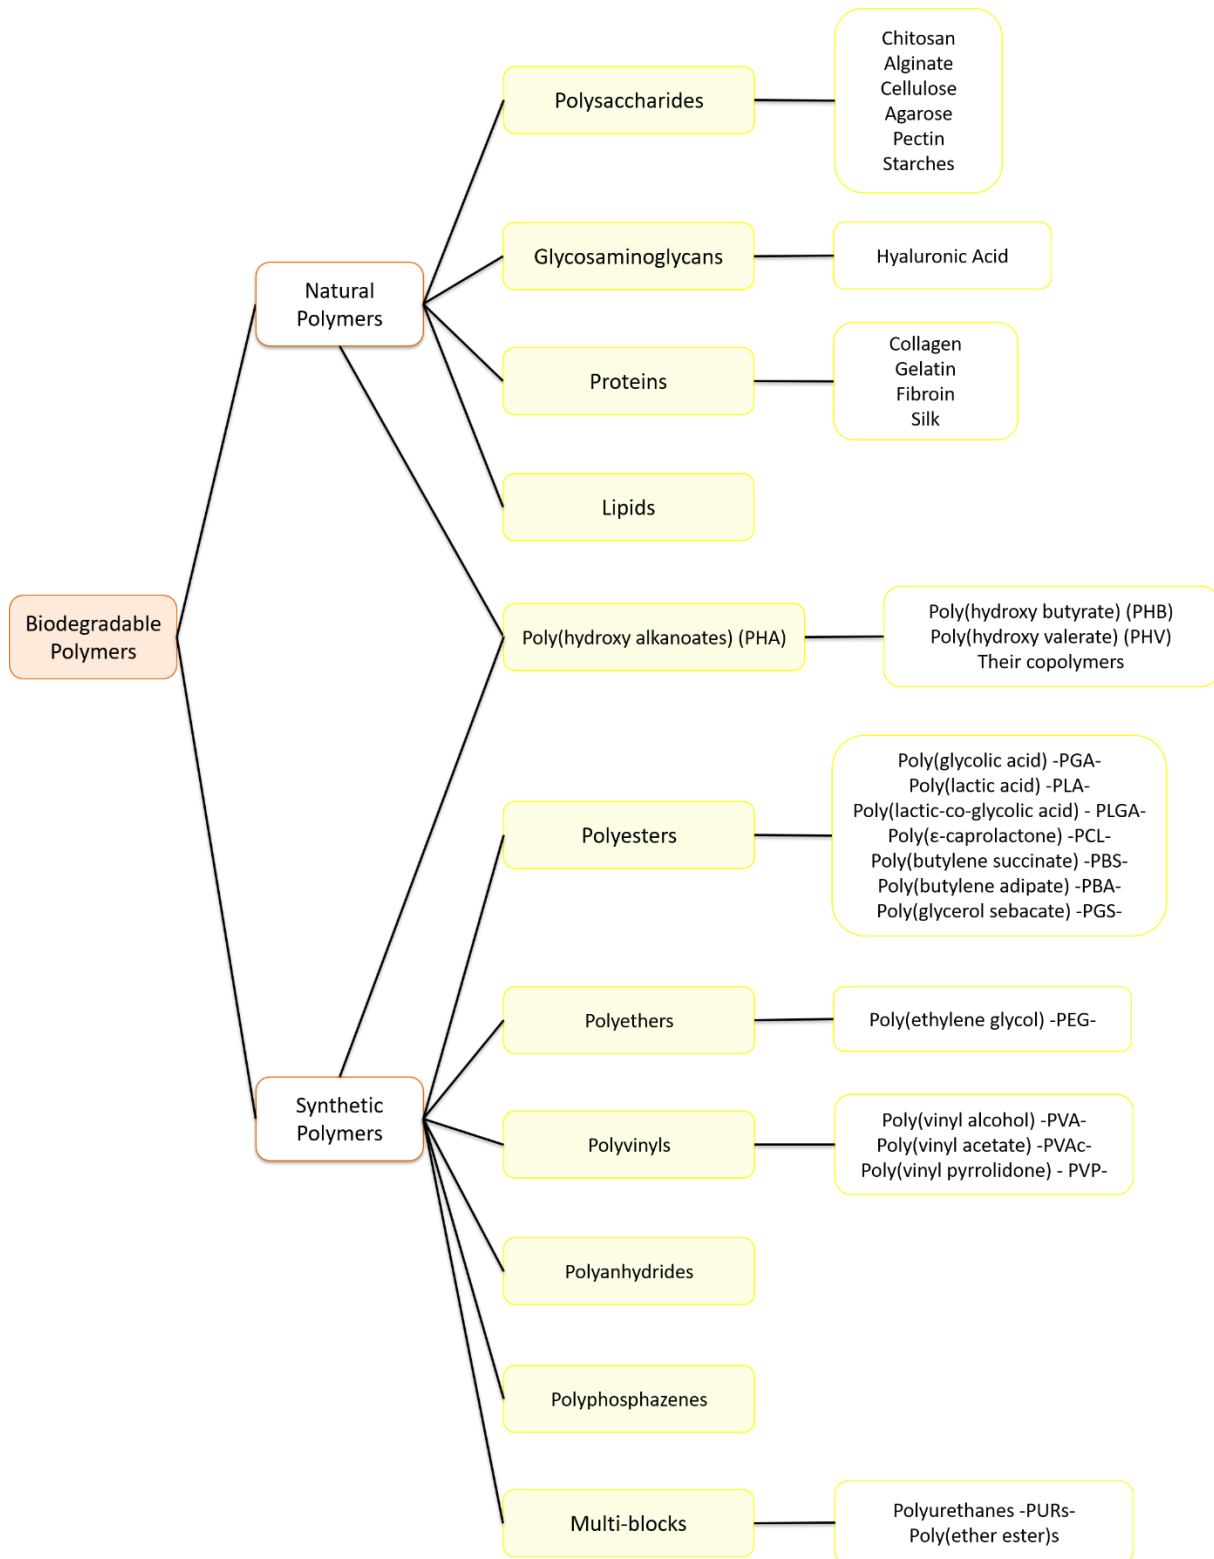 Chitosan
Alginate
Cellulose
Agarose
Pectin
Starches
Polysaccharides
Glycosaminoglycans
Hyaluronic Acid
Natural
Polymers
Collagen
Gelatin
Fibroin
Silk
Proteins
Lipids
Biodegradable
Polymers
Poly(hydroxy alkanoates) (PHA)
Poly(hydroxy butyrate) (PHB)
Poly(hydroxy valerate) (PHV)
Their copolymers
Polyesters
Poly(glycolic acid) -PGA-
Poly(lactic acid) -PLA-
Poly(lactic-co-glycolic acid) - PLGA-
Poly(ε-caprolactone) -PCL-
Poly(butylene succinate) -PBS-
Poly(butylene adipate) -PBA-
Poly(glycerol sebacate) -PGS-
Polyethers
Poly(ethylene glycol) -PEG-
Synthetic
Polymers
Polyvinyls
Poly(vinyl alcohol) -PVA-
Poly(vinyl acetate) -PVAc-
Poly(vinyl pyrrolidone) - PVP-
Polyanhydrides
Polyphosphazenes
Multi-blocks
Polyurethanes -PURs-
Poly(ether ester)s